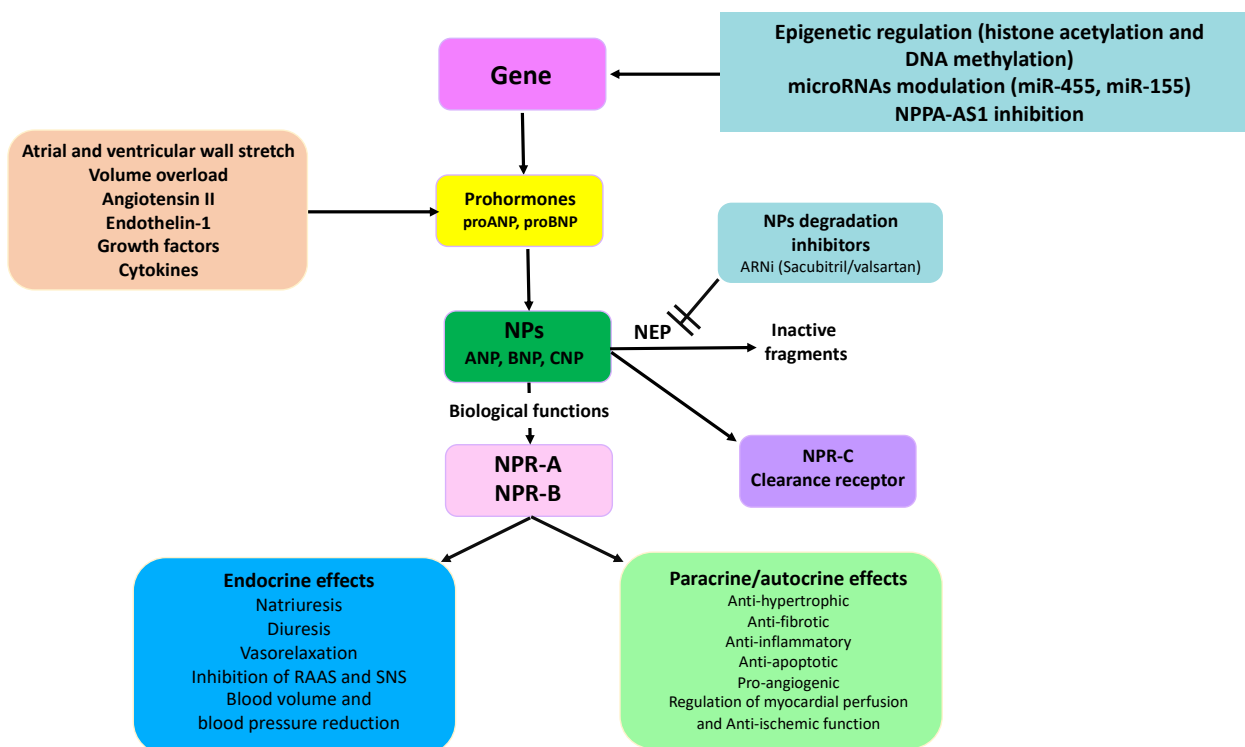 Gene
Epigenetic regulation (histone acetylation and
DNA methylation)
microRNAs modulation (miR-455, miR-155)
NPPA-AS1 inhibition
Atrial and ventricular wall stretch
Volume overload
Angiotensin II
Endothelin-1
Growth factors
Cytokines
Prohormones
proANP, proBNP
NPs degradation
inhibitors
ARNi (Sacubitril/valsartan)
NPs
ANP, BNP, CNP
NEP
Inactive
fragments
Biological functions
NPR-A
NPR-B
NPR-C
Clearance receptor
Endocrine effects
Natriuresis
Diuresis
Vasorelaxation
Inhibition of RAAS and SNS
Blood volume and
blood pressure reduction
Paracrine/autocrine effects
Anti-hypertrophic
Anti-fibrotic
Anti-inflammatory
Anti-apoptotic
Pro-angiogenic
Regulation of myocardial perfusion
and Anti-ischemic function